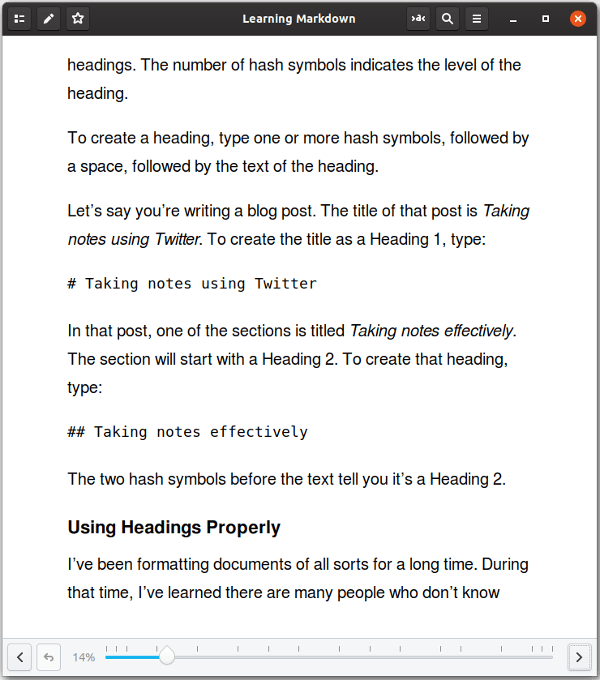 Learning Markdown
headings. The number of hash symbols indicates the level of the
heading.
To create a heading, type one or more hash symbols, followed by
a space, followed by the text of the heading.
Let’s say you’re writing a blog post. The title of that post is Taking
notes using Twitter. To create the title as a Heading 1, type:
# Taking notes using Twitter
In that post, one of the sections is titled Taking notes effectively.
The section will start with a Heading 2. To create that heading,
type:
## Taking notes effectively
The two hash symbols before the text tell you it’s a Heading 2.
Using Headings Properly
I’ve been formatting documents of all sorts for a long time. During
that time, I’ve learned there are many people who don’t know
14%